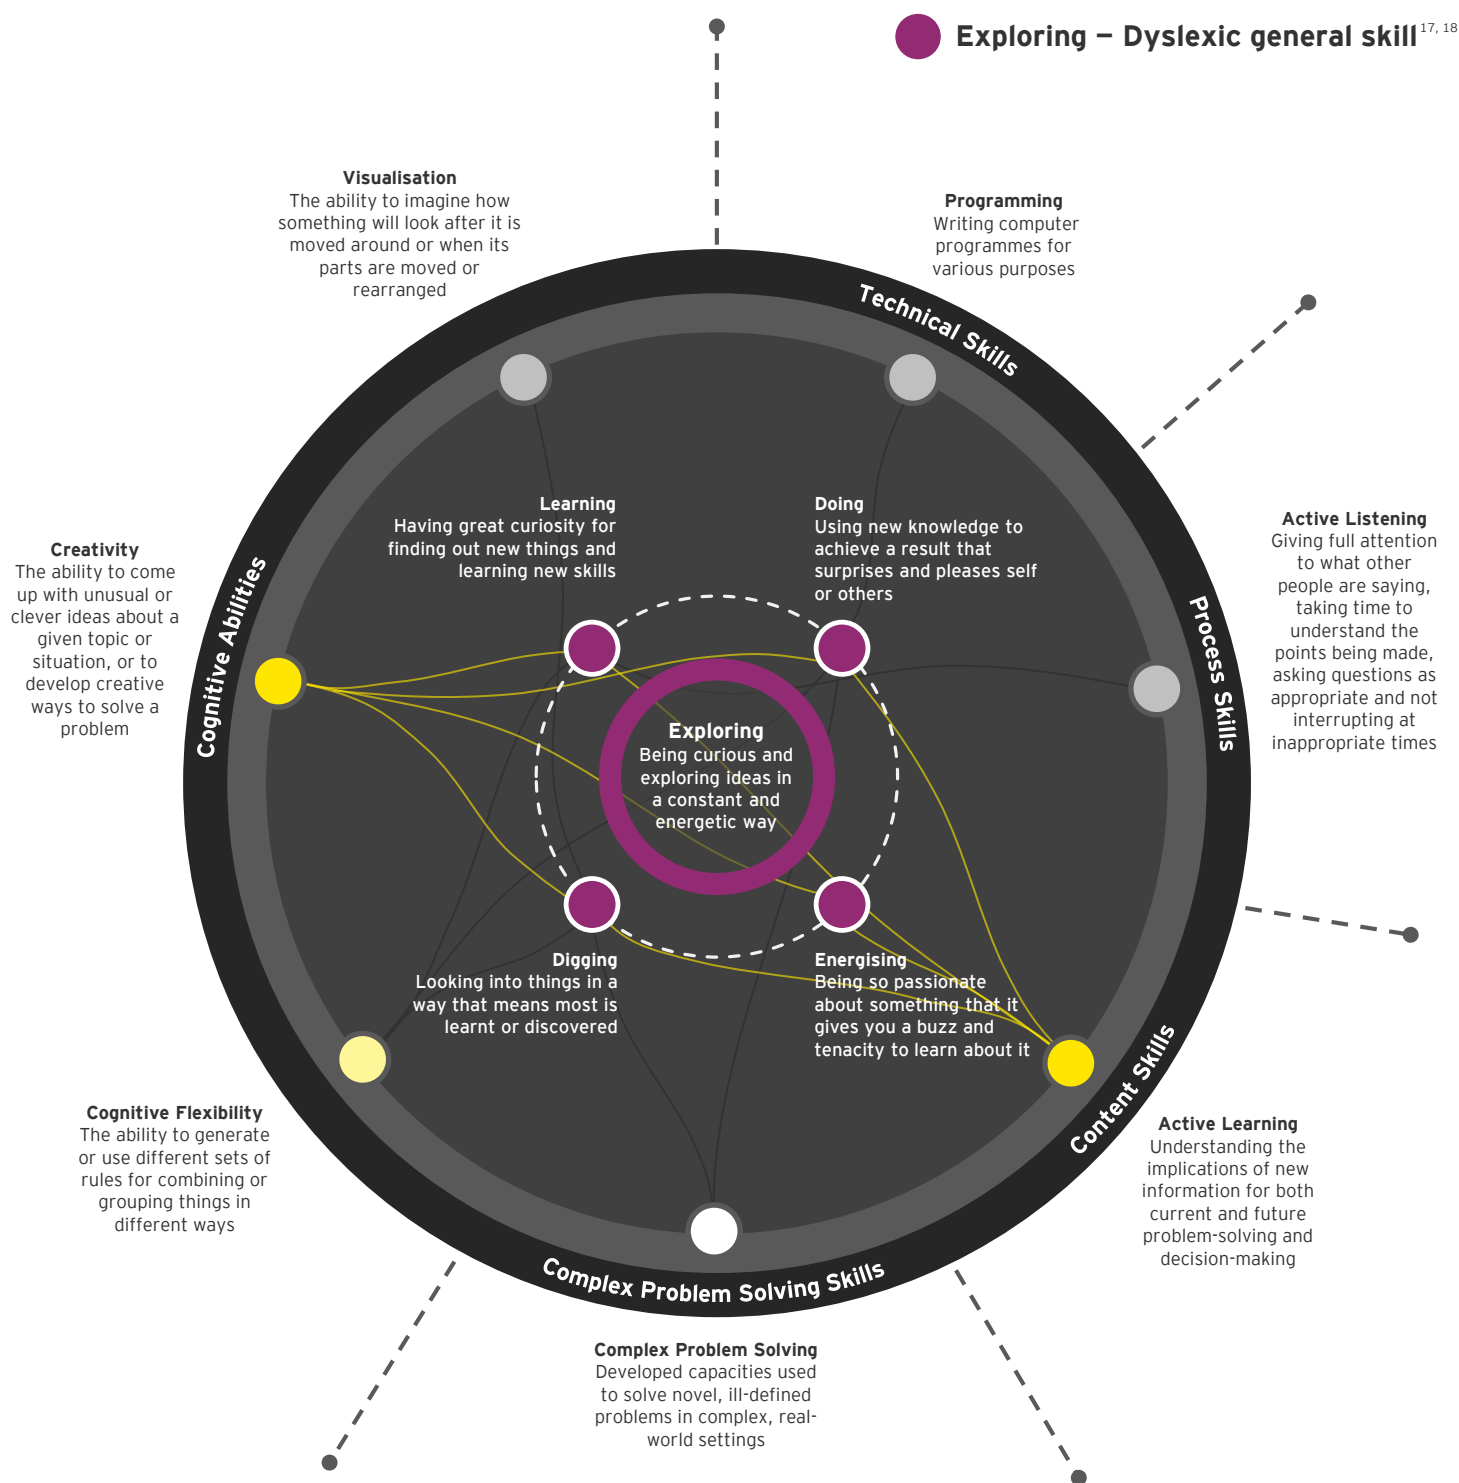 Exploring – Dyslexic general skill 17, 18
Visualisation
The ability to imagine how
something will look after it is
moved around or when its
parts are moved or
rearranged
Programming
Writing computer
programmes for
various purposes
Technical Skills
Learning
Having great curiosity for
finding out new things and
learning new skills
Doing
Using new knowledge to
achieve a result that
surprises and pleases self
or others
Creativity
The ability to come
up with unusual or
clever ideas about a
given topic or
situation, or to
develop creative
ways to solve a
problem
Cognitive Abilities
Process Skills
Active Listening
Giving full attention
to what other
people are saying,
taking time to
understand the
points being made,
asking questions as
appropriate and not
interrupting at
inappropriate times
Exploring
Being curious and
exploring ideas in
a constant and
energetic way
Digging
Looking into things in a
way that means most is
learnt or discovered
Energising
Being so passionate
about something that it
gives you a buzz and
tenacity to learn about it
Content Skills
Cognitive Flexibility
The ability to generate
or use different sets of
rules for combining or
grouping things in
different ways
Active Learning
Understanding the
implications of new
information for both
current and future
problem-solving and
decision-making
Complex Problem Solving Skills
Complex Problem Solving
Developed capacities used
to solve novel, ill-defined
problems in complex, real-
world settings